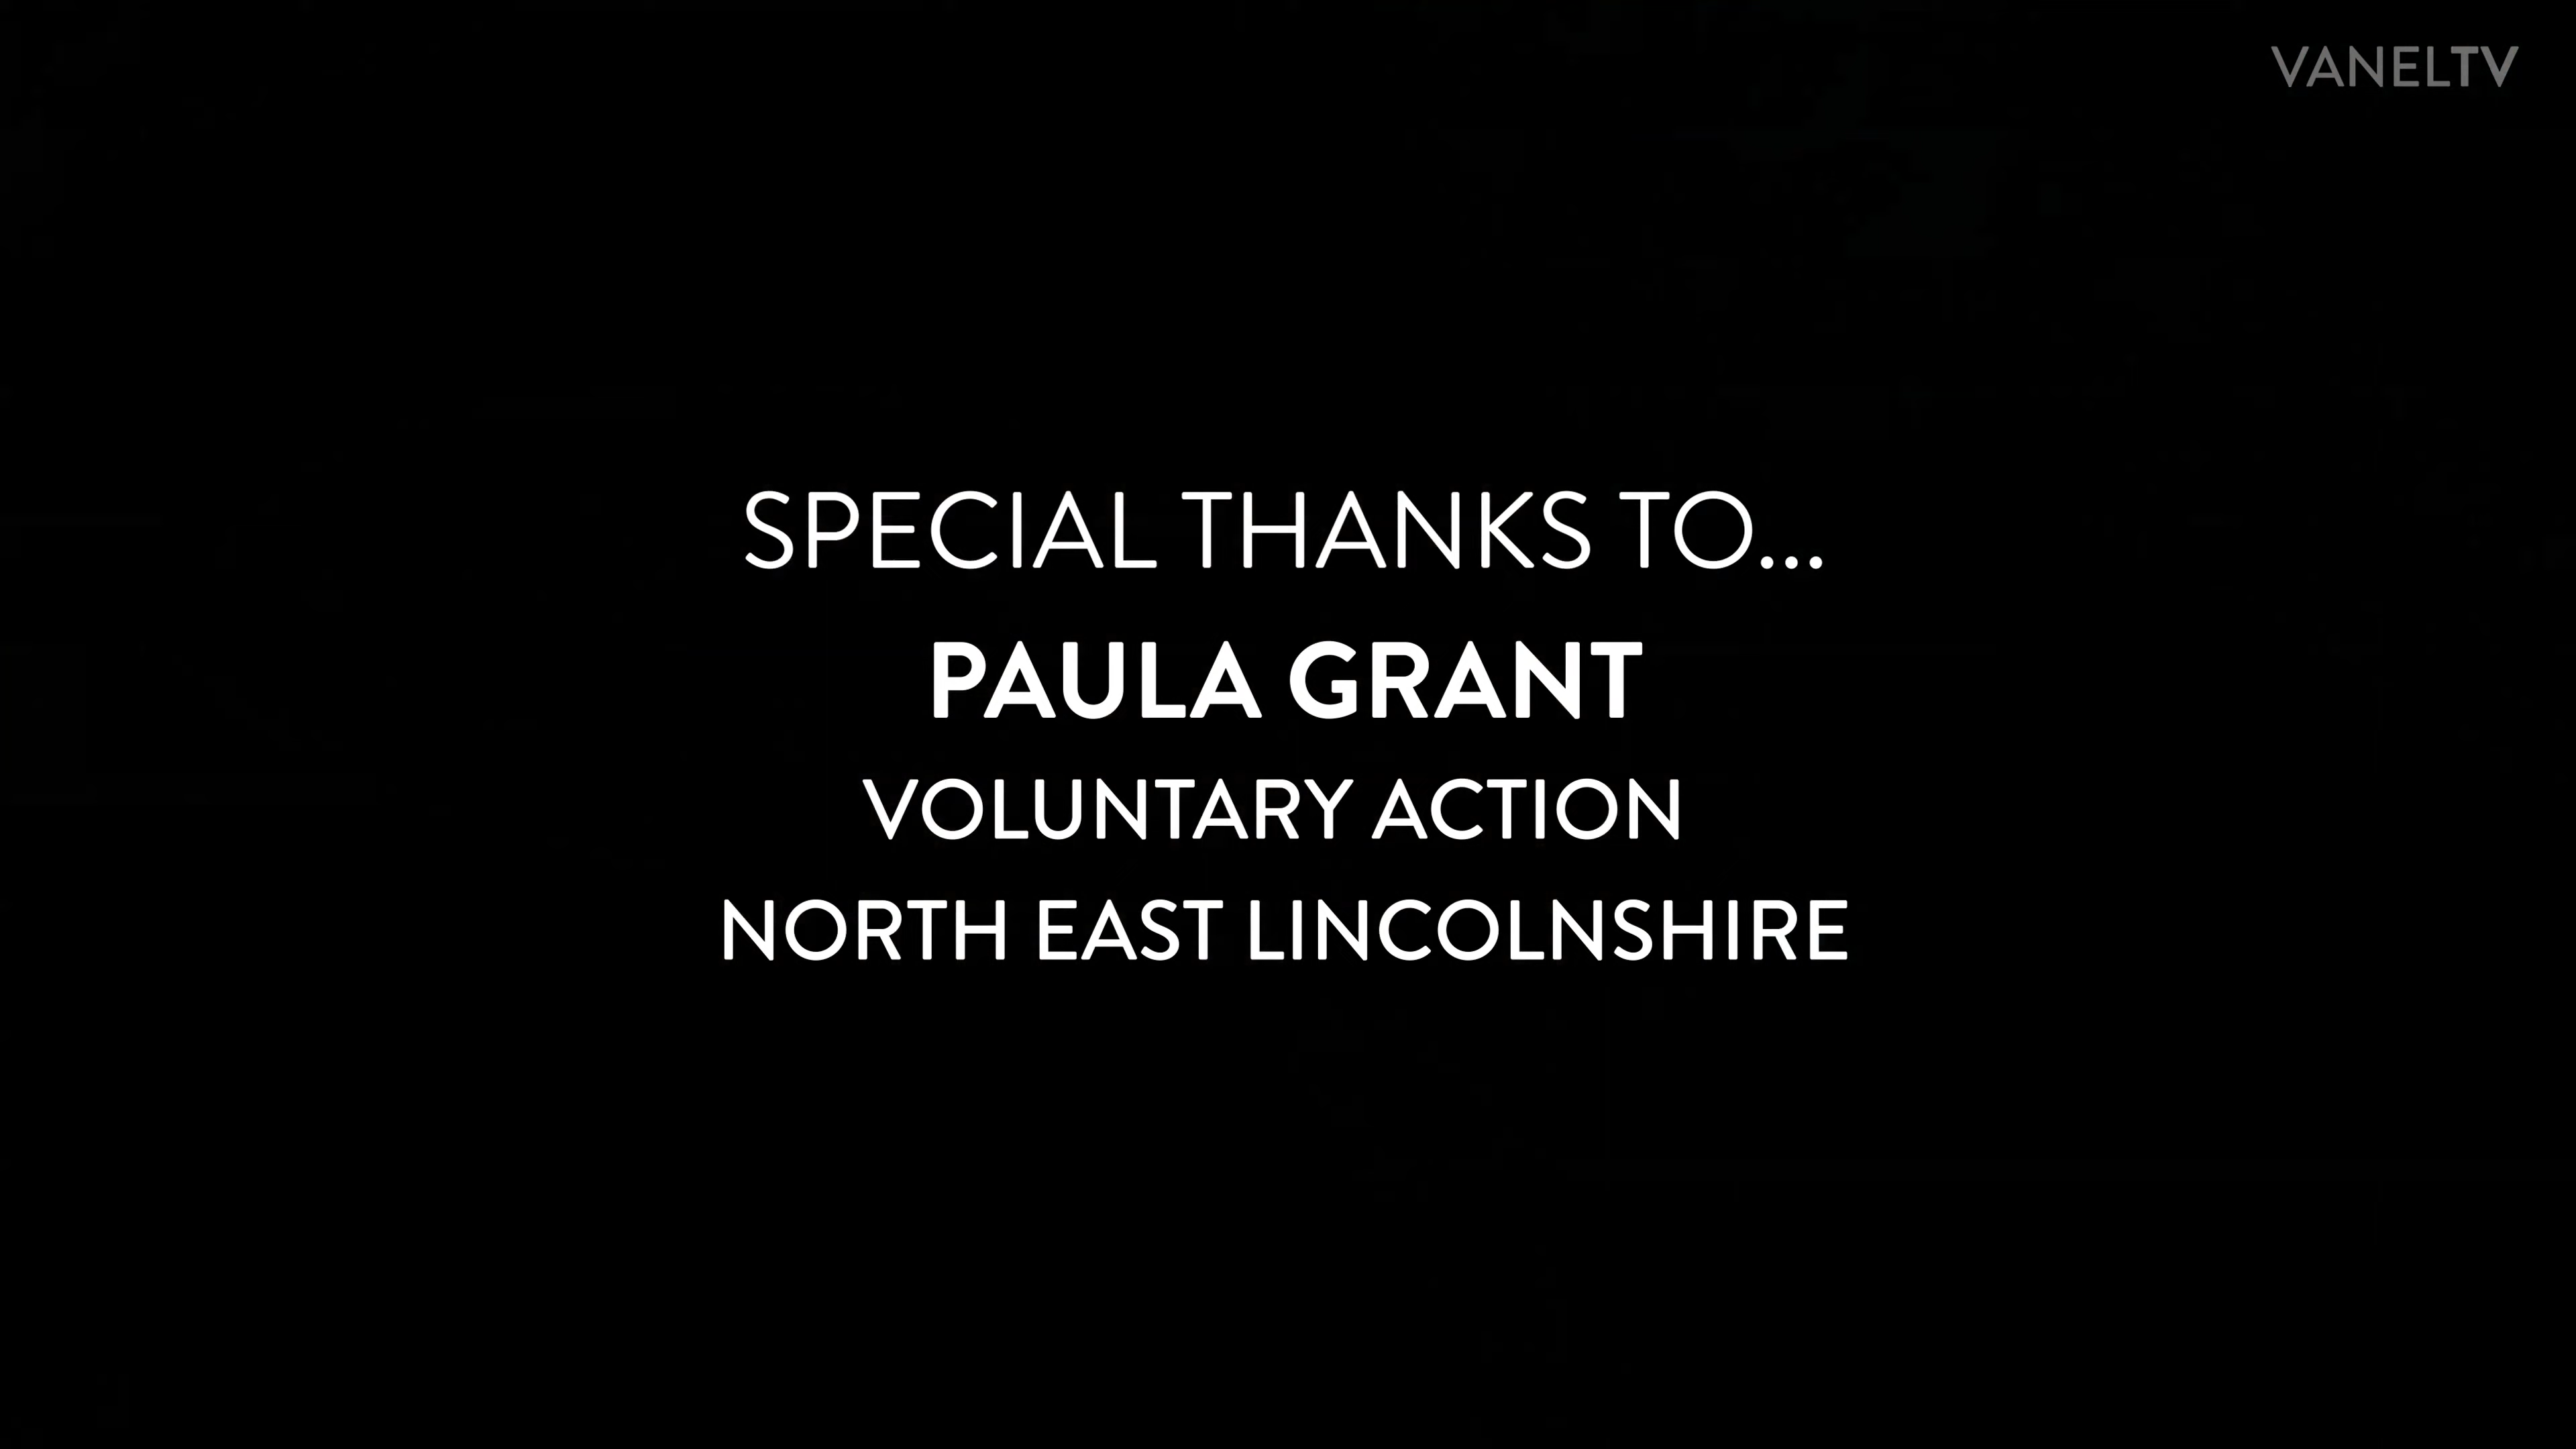 VANELTV
SPECIAL THANKS TO...
PAULA GRANT
VOLUNTARY ACTION
NORTH EAST LINCOLNSHIRE